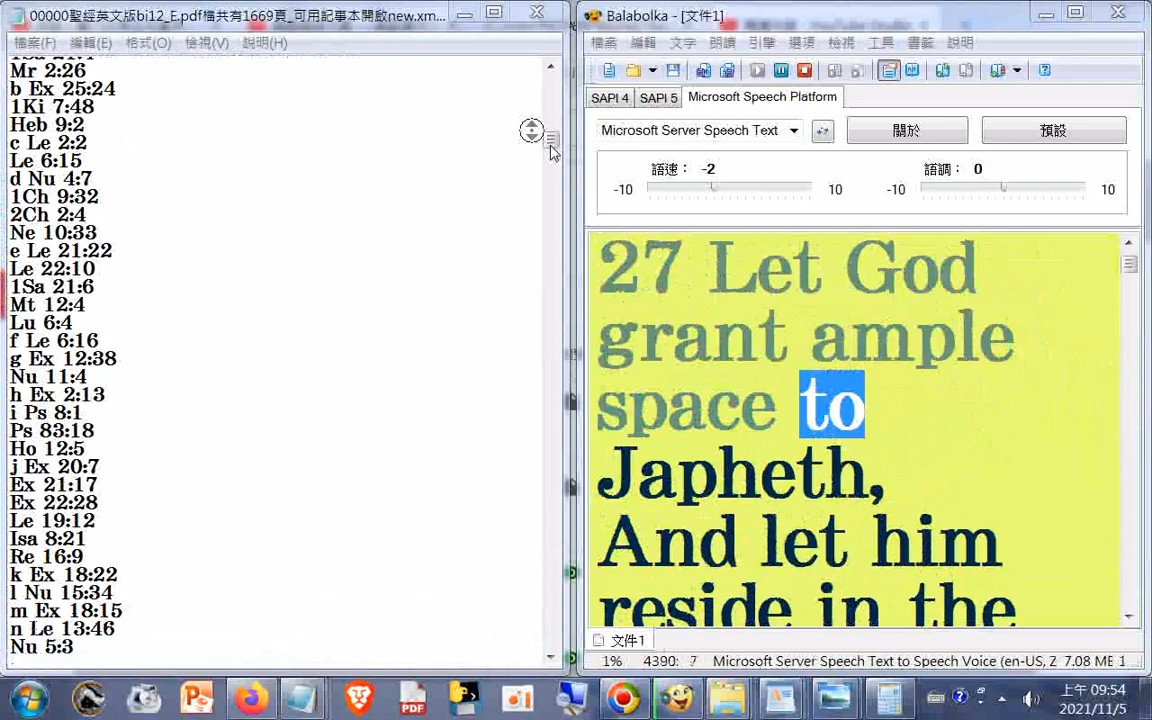 00000聖經英文版bi12_E.pdf檔共有1669頁_可用記事本開啟new.xm...
檔案(F) 編輯(E) 格式(O) 檢視(V) 說明(H)
Mr 2:26
b Ex 25:24
1Ki 7:48
Heb 9:2
c Le 2:2
Le 6:15
d Nu 4:7
1Ch 9:32
2Ch 2:4
Ne 10:33
e Le 21:22
Le 22:10
1Sa 21:6
Mt 12:4
Lu 6:4
f Le 6:16
g Ex 12:38
Nu 11:4
h Ex 2:13
i Ps 8:1
Ps 83:18
Ho 12:5
j Ex 20:7
Ex 21:17
Ex 22:28
Le 19:12
Isa 8:21
Re 16:9
k Ex 18:22
l Nu 15:34
m Ex 18:15
n Le 13:46
Nu 5:3
Balabolka - [文件1]
檔案 編輯 文字 朗讀 引擎 選項 檢視 工具 書籤 說明
SAPI 4 SAPI 5 Microsoft Speech Platform
Microsoft Server Speech Text 關於 預設
語速： -2 語調： 0
-10 10 -10 10
27 Let God
grant ample
space to
Japheth,
And let him
reside in the
文件1
1% 4390: 7 Microsoft Server Speech Text to Speech Voice (en-US, Z 7.08 ME 1
PDF
上午 09:54
2021/11/5